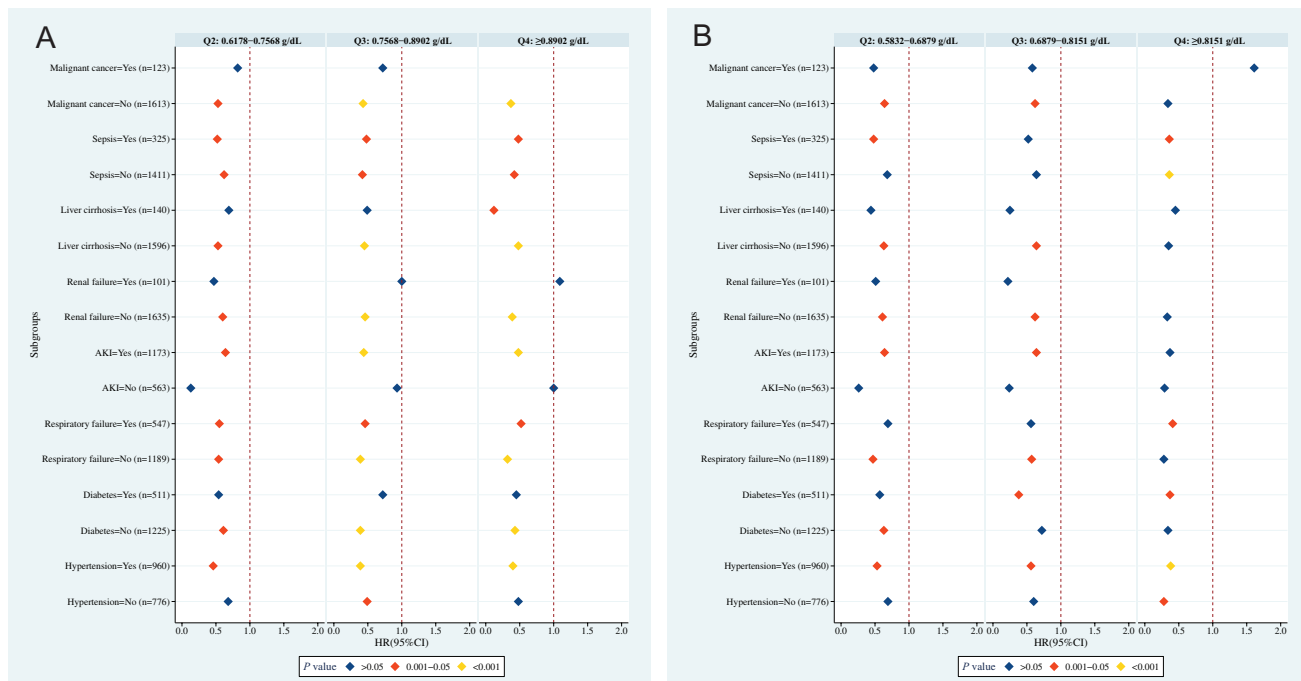 A
Q2: 0.6178−0.7568 g/dL Q3: 0.7568−0.8902 g/dL Q4: ≥0.8902 g/dL
Malignant cancer=Yes (n=123)
Malignant cancer=No (n=1613)
Sepsis=Yes (n=325)
Sepsis=No (n=1411)
Liver cirrhosis=Yes (n=140)
Liver cirrhosis=No (n=1596)
Renal failure=Yes (n=101)
Renal failure=No (n=1635)
AKI=Yes (n=1173)
AKI=No (n=563)
Respiratory failure=Yes (n=547)
Respiratory failure=No (n=1189)
Diabetes=Yes (n=511)
Diabetes=No (n=1225)
Hypertension=Yes (n=960)
Hypertension=No (n=776)
Subgroups
0.0 0.5 1.0 1.5 2.0 0.0 0.5 1.0 1.5 2.0 0.0 0.5 1.0 1.5 2.0
HR(95%CI)
P value >0.05 0.001−0.05 <0.001
B
Q2: 0.5832−0.6879 g/dL Q3: 0.6879−0.8151 g/dL Q4: ≥0.8151 g/dL
Malignant cancer=Yes (n=123)
Malignant cancer=No (n=1613)
Sepsis=Yes (n=325)
Sepsis=No (n=1411)
Liver cirrhosis=Yes (n=140)
Liver cirrhosis=No (n=1596)
Renal failure=Yes (n=101)
Renal failure=No (n=1635)
AKI=Yes (n=1173)
AKI=No (n=563)
Respiratory failure=Yes (n=547)
Respiratory failure=No (n=1189)
Diabetes=Yes (n=511)
Diabetes=No (n=1225)
Hypertension=Yes (n=960)
Hypertension=No (n=776)
Subgroups
0.0 0.5 1.0 1.5 2.0 0.0 0.5 1.0 1.5 2.0 0.0 0.5 1.0 1.5 2.0
HR(95%CI)
P value >0.05 0.001−0.05 <0.001